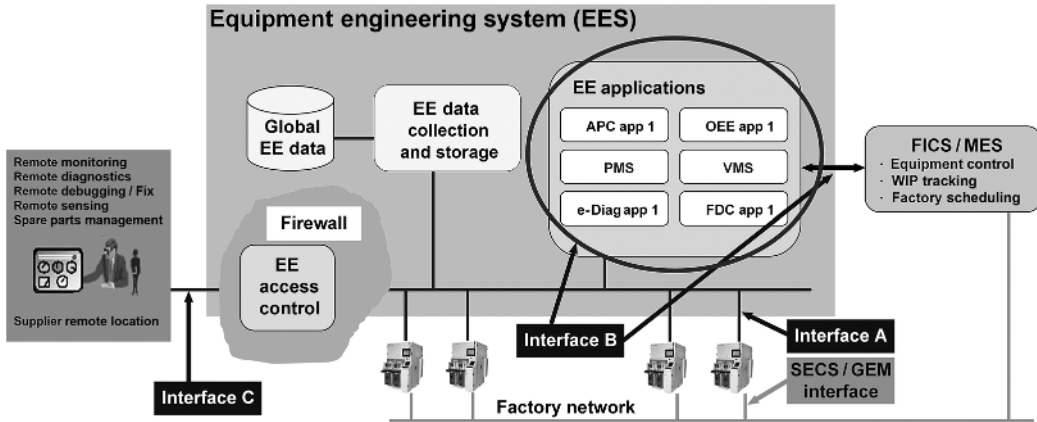 Equipment engineering system (EES)
Global
EE data
EE data
collection
and storage
EE applications
APC app 1
OEE app 1
PMS
VMS
e-Diag app 1
FDC app 1
FICS / MES
· Equipment control
· WIP tracking
· Factory scheduling
Remote monitoring
Remote diagnostics
Remote debugging / Fix
Remote sensing
Spare parts management
Supplier remote location
Firewall
EE
access
control
Interface B
Interface A
Interface C
SECS / GEM
interface
Factory network